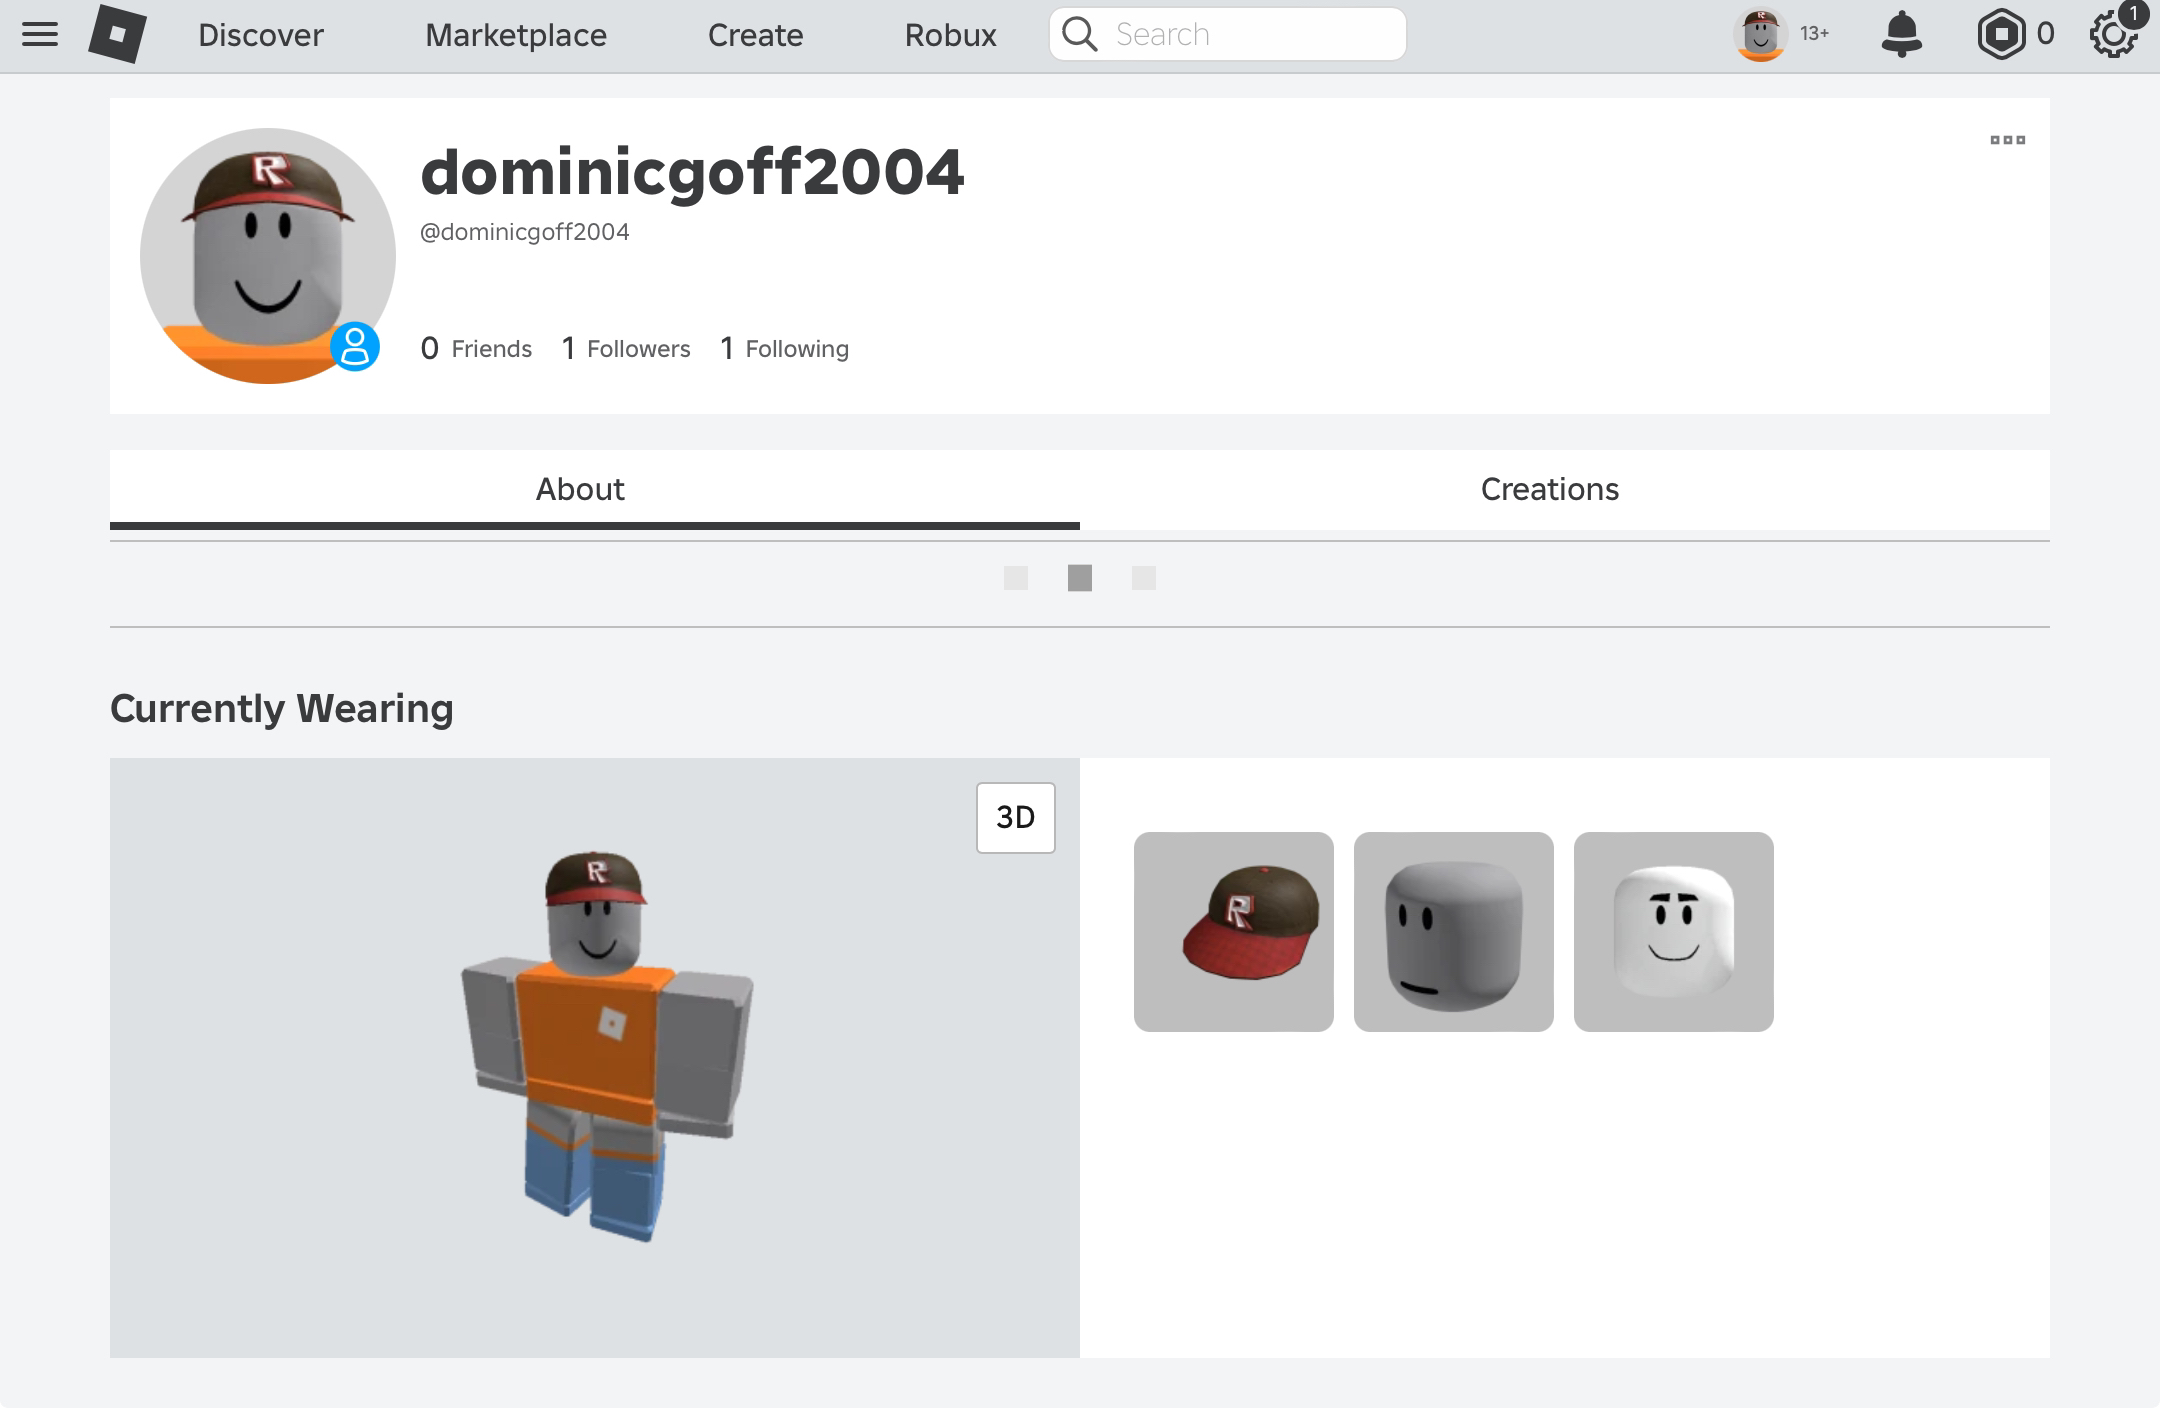 Discover Marketplace Create Robux Search 13+ 0 1
dominicgoff2004
@dominicgoff2004
0 Friends 1 Followers 1 Following
About Creations
Currently Wearing
3D
R
R
R